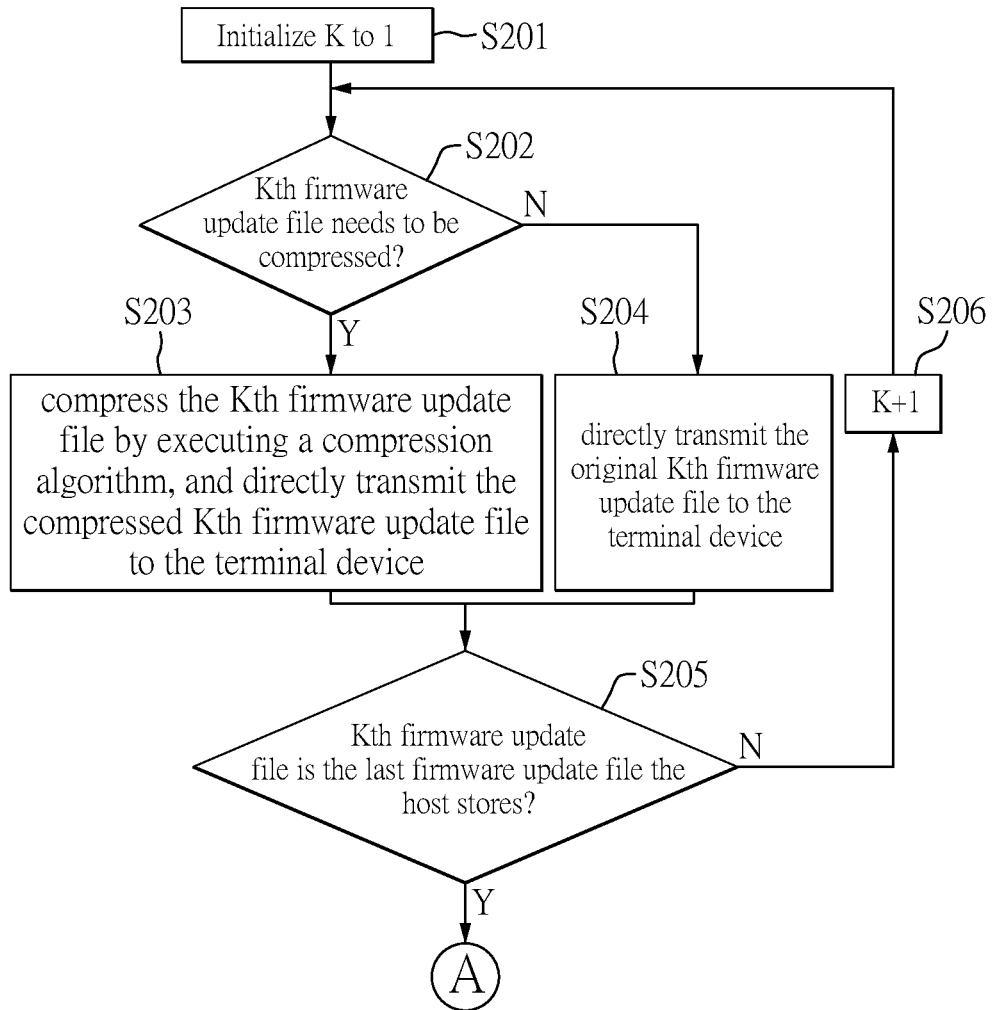 Initialize K to 1
S201
S202
Kth firmware
update file needs to be
compressed?
N
Y
S203
S204
S206
compress the Kth firmware update
file by executing a compression
algorithm, and directly transmit the
compressed Kth firmware update file
to the terminal device
directly transmit the
original Kth firmware
update file to the
terminal device
K+1
S205
Kth firmware update
file is the last firmware update file the
host stores?
N
Y
A